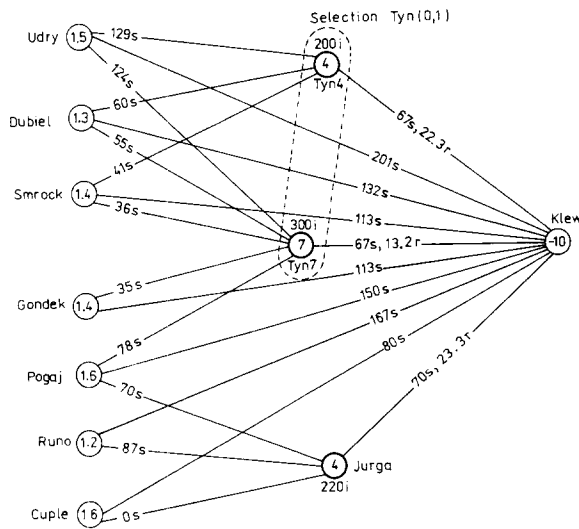 Selection Tyn(0,1)
Udry
1.5
129s
124s
200i
4
Tyn4
67s, 22.3r
Dubiel
1.3
60s
55s
201s
132s
Smrock
1.4
41s
36s
113s
Klew
-10
300i
7
Tyn7
67s, 13.2r
Gondek
1.4
35s
113s
Pogaj
1.6
78s
70s
150s
167s
80s
70s, 23.3r
Runo
1.2
87s
4
Jurga
220i
Cuple
1.6
0s